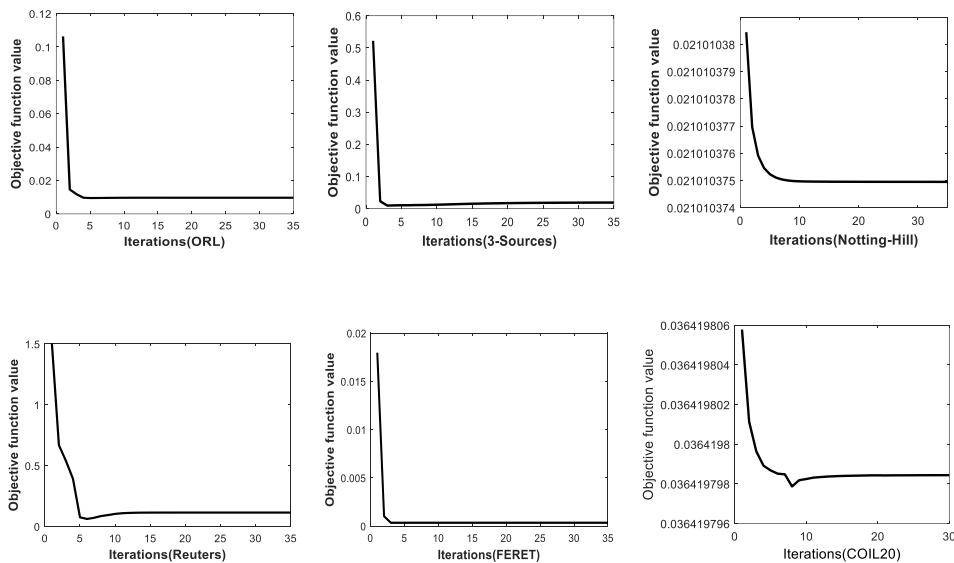 Objective function value
0.12
0.1
0.08
0.06
0.04
0.02
0
0 5 10 15 20 25 30 35
Iterations(ORL)
Objective function value
0.6
0.5
0.4
0.3
0.2
0.1
0
0 5 10 15 20 25 30 35
Iterations(3-Sources)
Objective function value
0.02101038
0.021010379
0.021010378
0.021010377
0.021010376
0.021010375
0.021010374
0 10 20 30
Iterations(Notting-Hill)
Objective function value
1.5
1
0.5
0
0 5 10 15 20 25 30 35
Iterations(Reuters)
Objective function value
0.02
0.015
0.01
0.005
0
0 5 10 15 20 25 30 35
Iterations(FERET)
Objective function value
0.036419806
0.036419804
0.036419802
0.0364198
0.036419798
0.036419796
0 10 20 30
Iterations(COIL20)